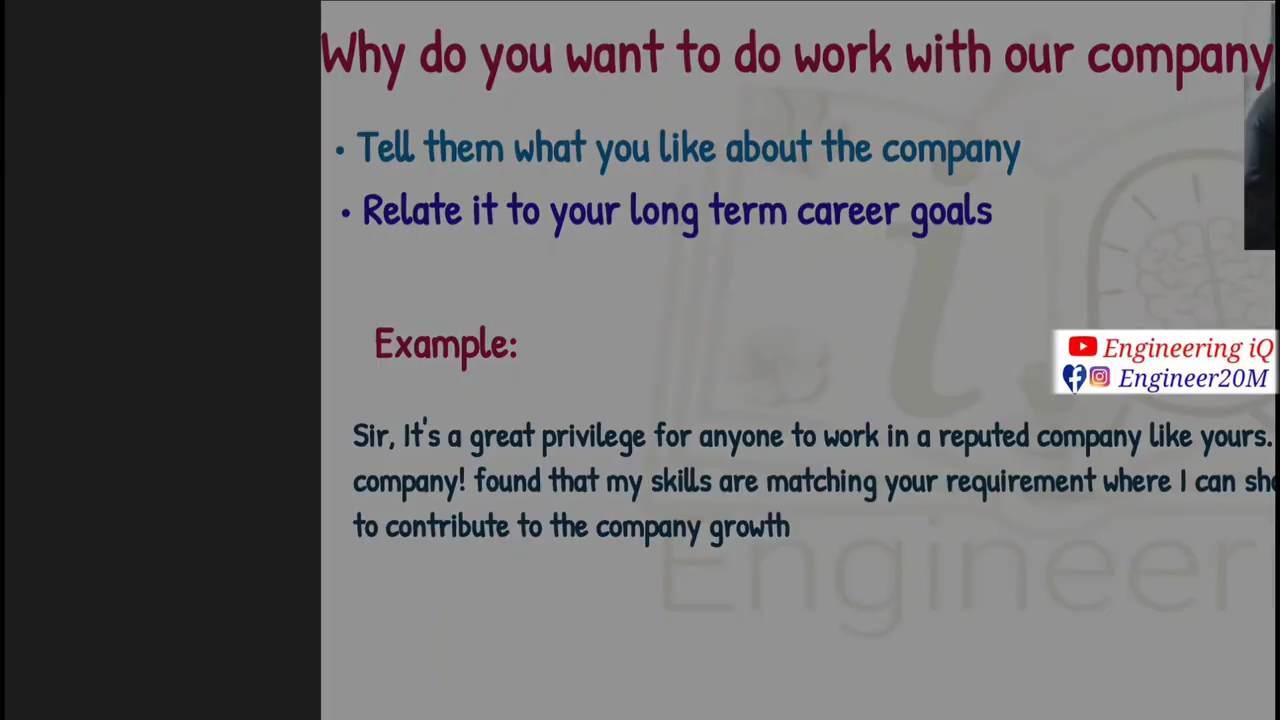 Why do you want to do work with our company
• Tell them what you like about the company
• Relate it to your long term career goals
Example:
Engineering iQ
Engineer20M
Sir, It's a great privilege for anyone to work in a reputed company like yours.
company! found that my skills are matching your requirement where I can
to contribute to the company growth
Engineer